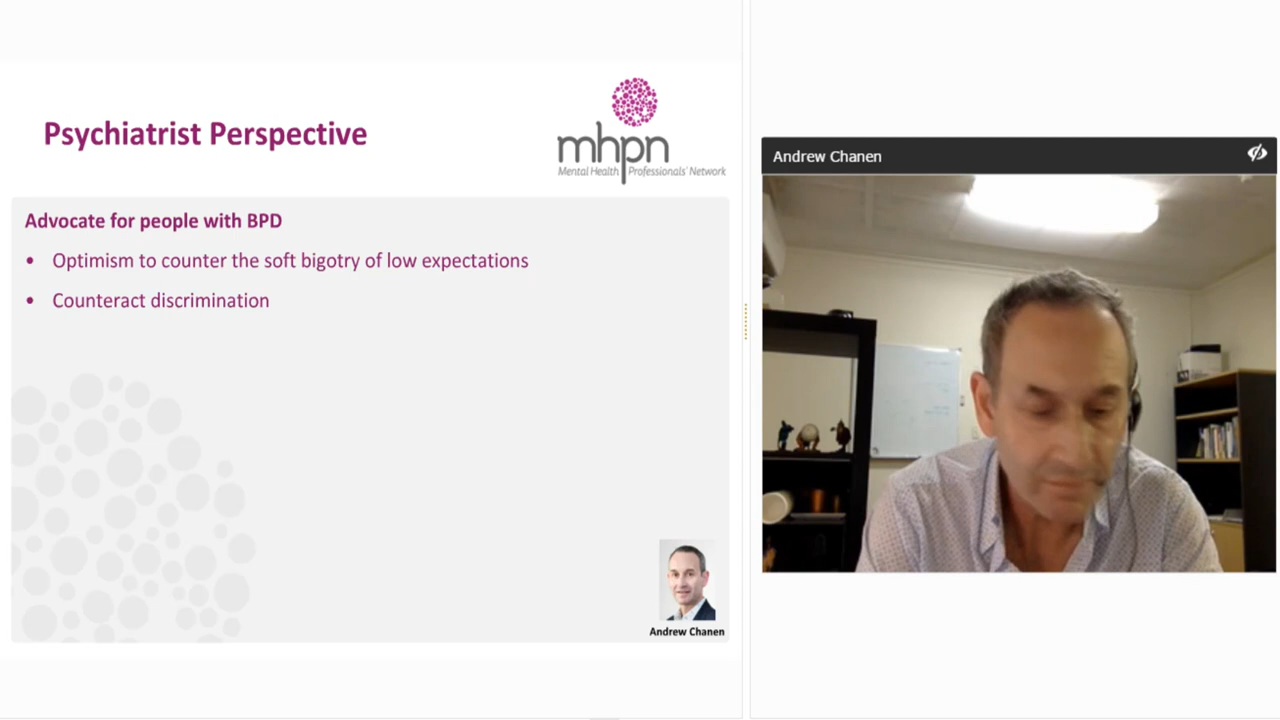 Psychiatrist Perspective
mhpn
Mental Health Professionals' Network
Advocate for people with BPD
• Optimism to counter the soft bigotry of low expectations
• Counteract discrimination
Andrew Chanen
Andrew Chanen